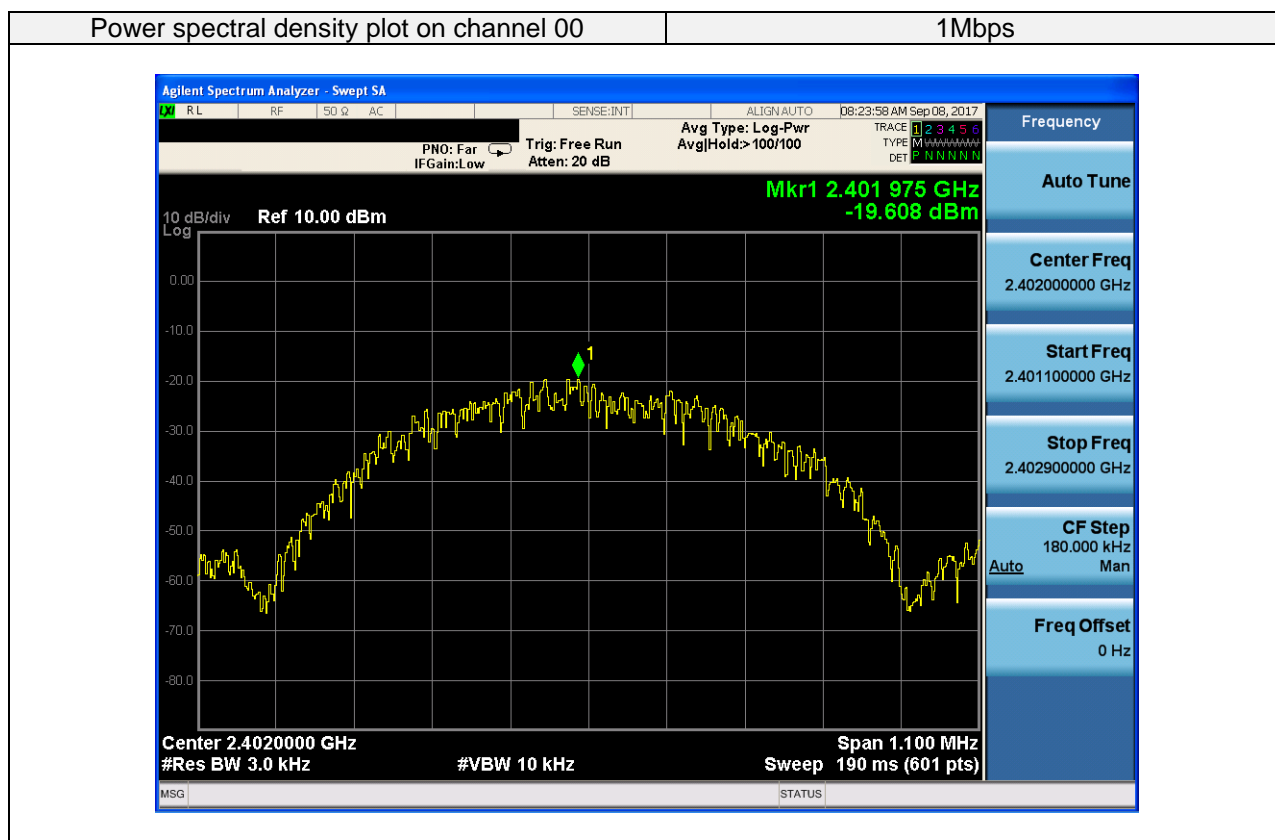 Power spectral density plot on channel 00 1Mbps
Agilent Spectrum Analyzer - Swept SA
LXI RL RF 50 Ω AC SENSE:INT ALIGN AUTO 08:23:58 AM Sep 08, 2017
PNO: Far Trig: Free Run Avg Type: Log-Pwr TRACE 1 2 3 4 5 6
IFGain:Low Atten: 20 dB Avg|Hold:> 100/100 TYPE M WWWWW
DET P N N N N N
Mkr1 2.401 975 GHz
-19.608 dBm
10 dB/div Ref 10.00 dBm
Log
0.00
-10.0
1
-20.0
-30.0
-40.0
-50.0
-60.0
-70.0
-80.0
Center 2.4020000 GHz Span 1.100 MHz
#Res BW 3.0 kHz #VBW 10 kHz Sweep 190 ms (601 pts)
MSG STATUS
Frequency
Auto Tune
Center Freq
2.402000000 GHz
Start Freq
2.401100000 GHz
Stop Freq
2.402900000 GHz
CF Step
180.000 kHz
Auto Man
Freq Offset
0 Hz